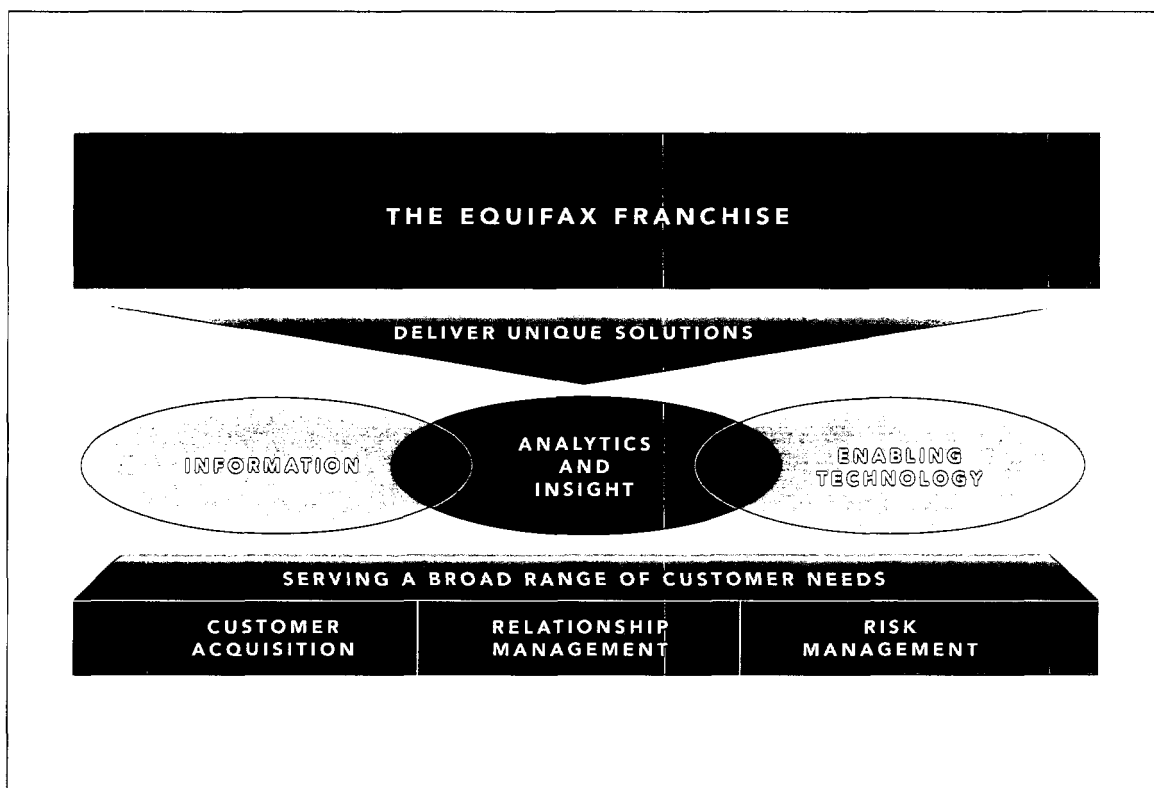 THE EQUIFAX FRANCHISE
DELIVER UNIQUE SOLUTIONS
INFORMATION
ANALYTICS
AND
INSIGHT
ENABLING
TECHNOLOGY
SERVING A BROAD RANGE OF CUSTOMER NEEDS
CUSTOMER
ACQUISITION
RELATIONSHIP
MANAGEMENT
RISK
MANAGEMENT